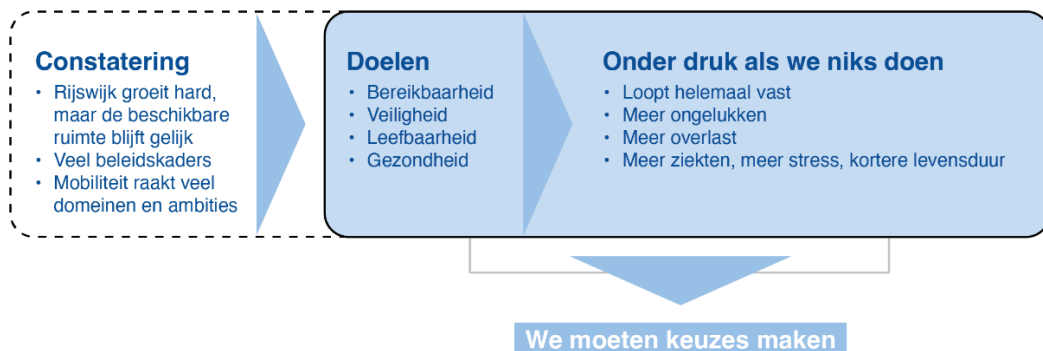 Constatering
• Rijswijk groeit hard,
maar de beschikbare
ruimte blijft gelijk
• Veel beleidskaders
• Mobiliteit raakt veel
domeinen en ambities
Doelen
• Bereikbaarheid
• Veiligheid
• Leefbaarheid
• Gezondheid
Onder druk als we niks doen
• Loopt helemaal vast
• Meer ongelukken
• Meer overlast
• Meer ziekten, meer stress, kortere levensduur
We moeten keuzes maken